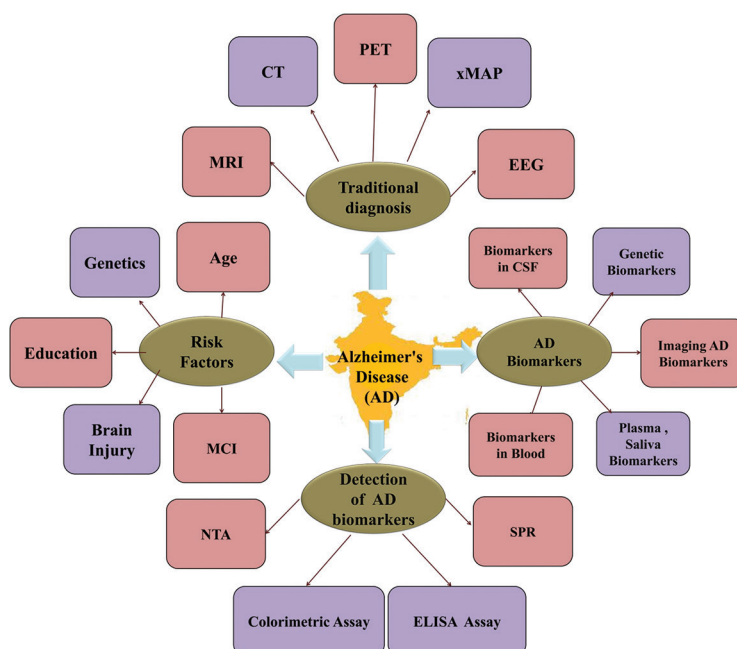 PET
CT
xMAP
MRI
EEG
Traditional
diagnosis
Genetics
Age
Education
Risk
Factors
Brain
Injury
MCI
Alzheimer's
Disease
(AD)
Biomarkers
in CSF
Genetic
Biomarkers
AD
Biomarkers
Imaging AD
Biomarkers
Biomarkers
in Blood
Plasma ,
Saliva
Biomarkers
Detection
of AD
biomarkers
NTA
SPR
Colorimetric Assay
ELISA Assay